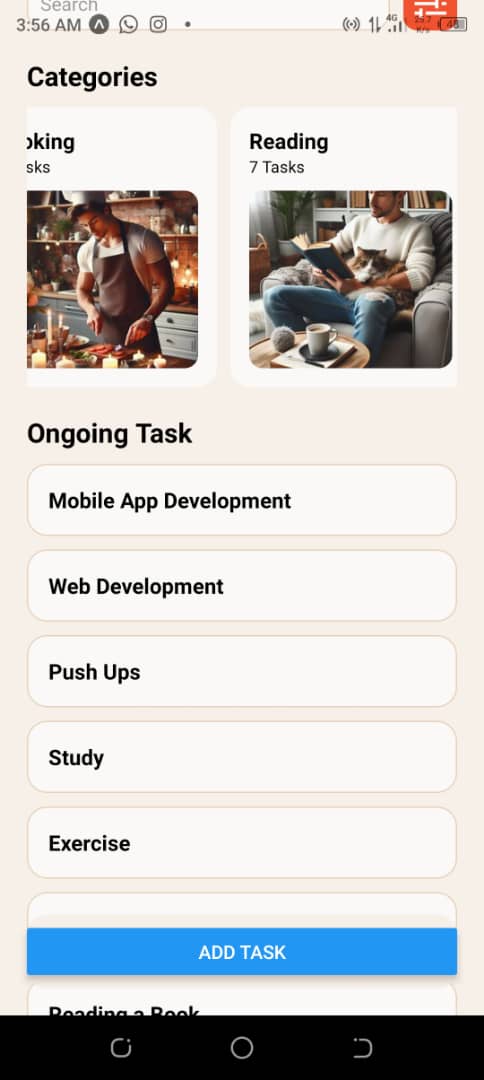 Search
3:56 AM
4G
Categories
oking
sks
Reading
7 Tasks
Ongoing Task
Mobile App Development
Web Development
Push Ups
Study
Exercise
ADD TASK
Reading a Book